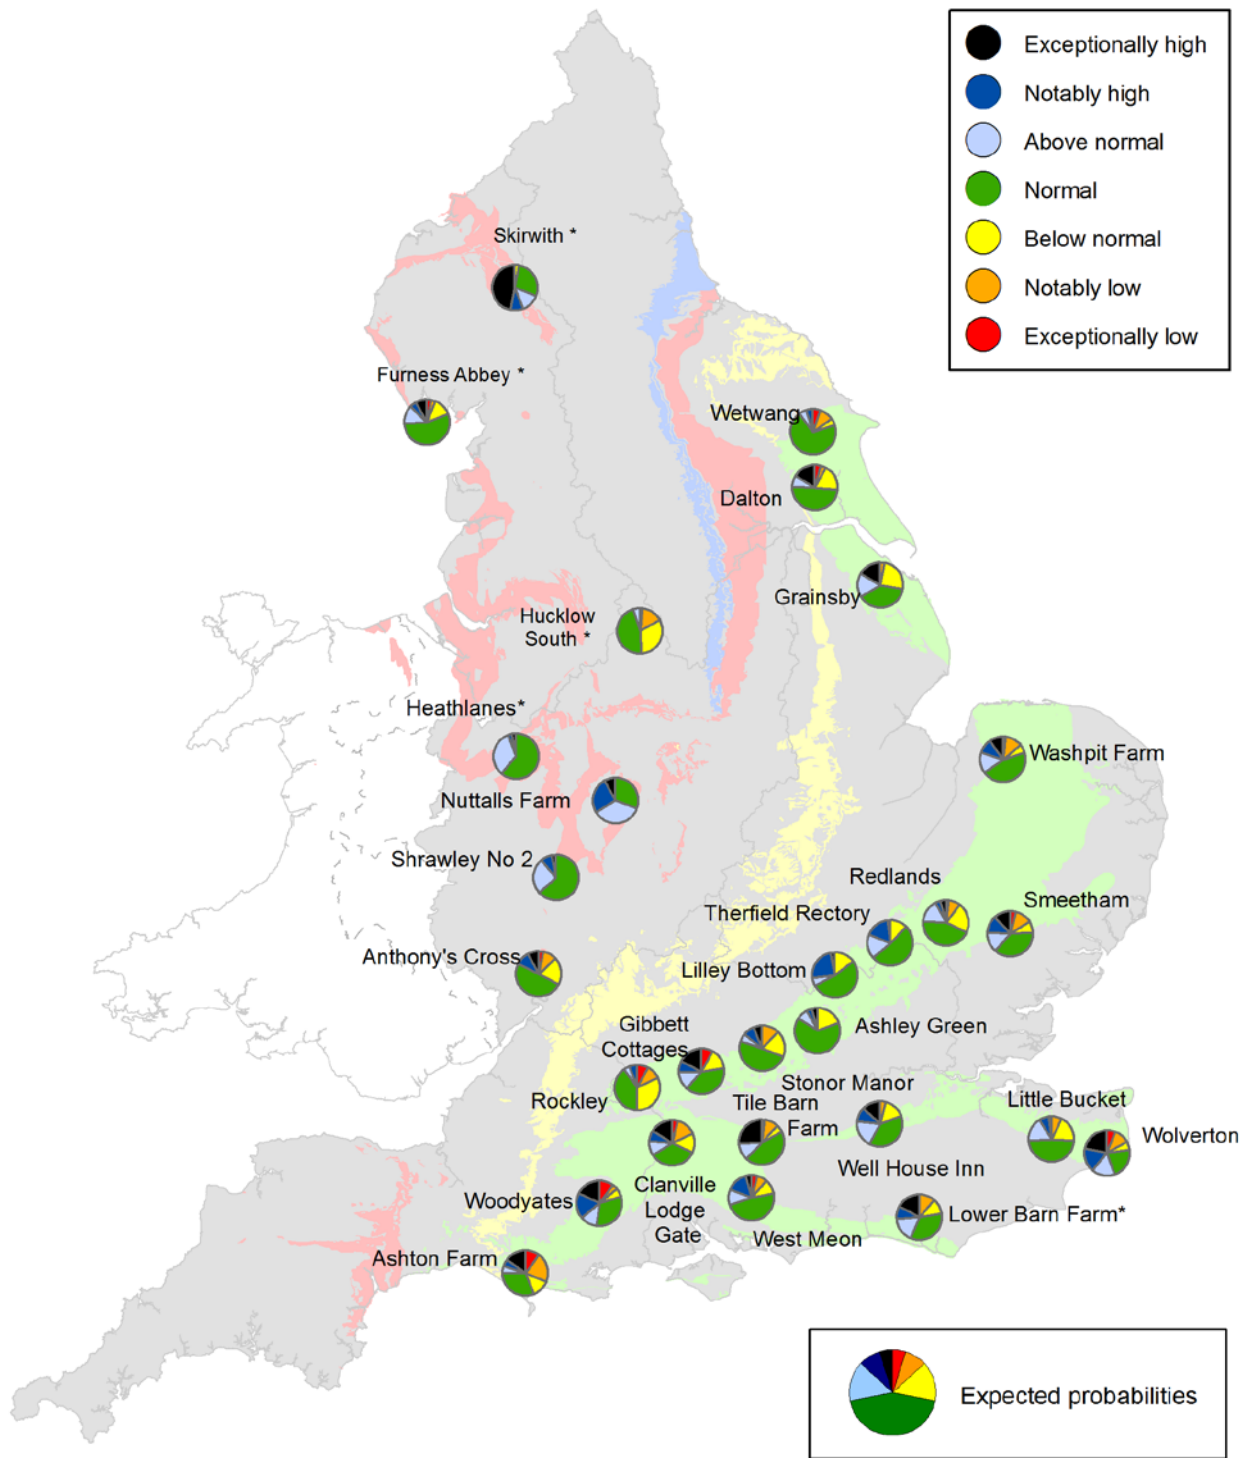 Exceptionally high
Notably high
Above normal
Normal
Below normal
Notably low
Exceptionally low
Skirwith *
Furness Abbey *
Wetwang
Dalton
Grainsby
Hucklow
South *
Heathlanes*
Nuttalls Farm
Washpit Farm
Shrawley No 2
Redlands
Smeetham
Therfield Rectory
Anthony's Cross
Lilley Bottom
Gibbett
Cottages
Ashley Green
Stonor Manor
Rockley
Tile Barn
Farm
Little Bucket
Wolverton
Well House Inn
Woodyates
Clanville
Lodge
Gate
Lower Barn Farm*
West Meon
Ashton Farm
Expected probabilities